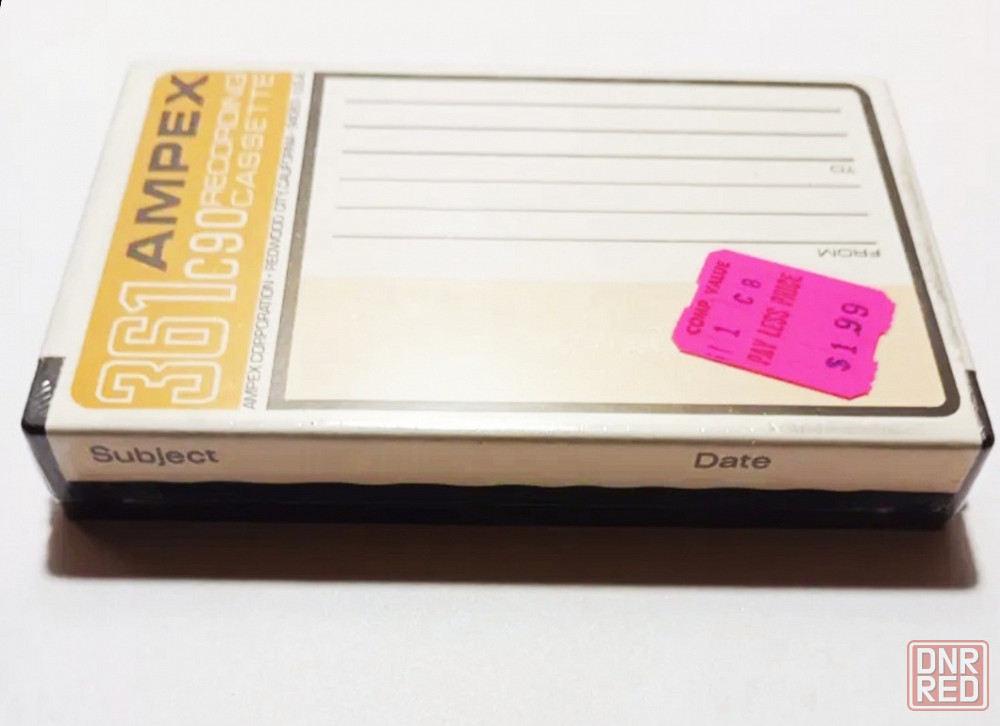 AMPEX
361 C90 RECORDING
CASSETTE
AMPEX CORPORATION · REDWOOD CITY, CALIFORNIA · 94063 · U.S.A.
TO
FROM
COMP VALUE
1 C8
PAY LESS PRICE
$1.99
Subject
Date
DNR
RED